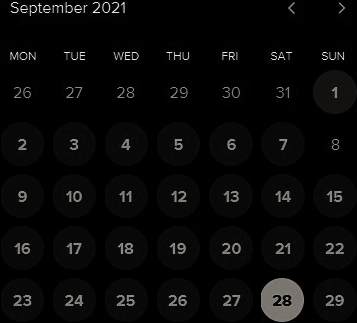 September 2021
MON TUE WED THU FRI SAT SUN
26 27 28 29 30 31 1
2 3 4 5 6 7 8
9 10 11 12 13 14 15
16 17 18 19 20 21 22
23 24 25 26 27 28 29